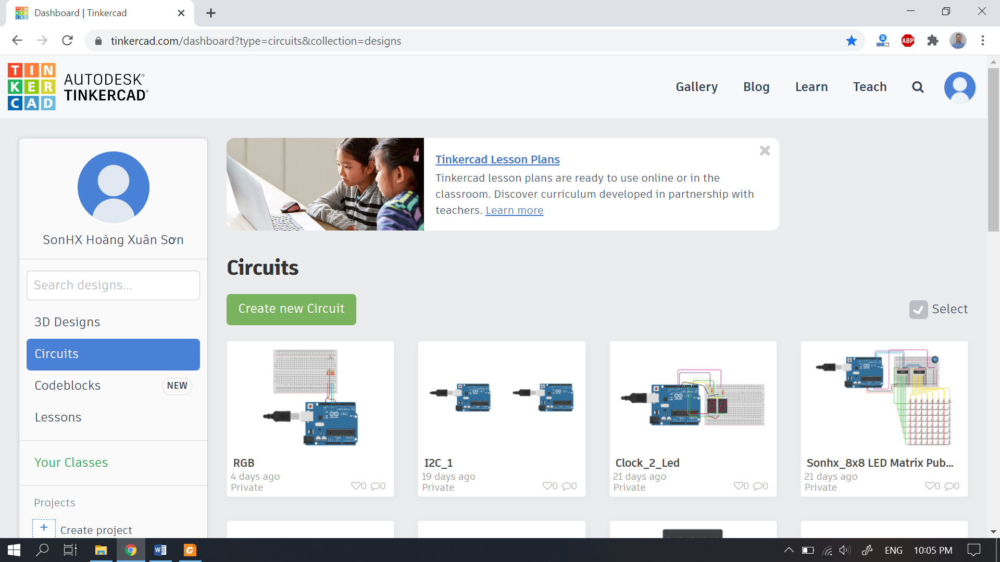 Dashboard | Tinkercad
tinkercad.com/dashboard?type=circuits&collection=designs
ABP
TIN
KER
CAD
AUTODESK®
TINKERCAD®
Gallery
Blog
Learn
Teach
SonHX Hoàng Xuân Sơn
Search designs...
3D Designs
Circuits
Codeblocks
NEW
Lessons
Your Classes
Projects
Create project
Tinkercad Lesson Plans
Tinkercad lesson plans are ready to use online or in the
classroom. Discover curriculum developed in partnership with
teachers. Learn more
Circuits
Create new Circuit
Select
RGB
4 days ago
Private
0 0
I2C_1
19 days ago
Private
0 0
Clock_2_Led
21 days ago
Private
0 0
Sonhx_8x8 LED Matrix Pub...
21 days ago
Private
0 0
ENG
10:05 PM